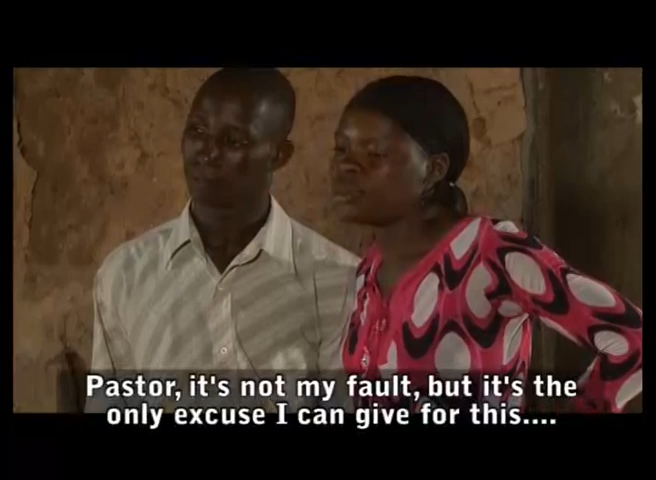 Pastor, it's not my fault, but it's the
only excuse I can give for this....